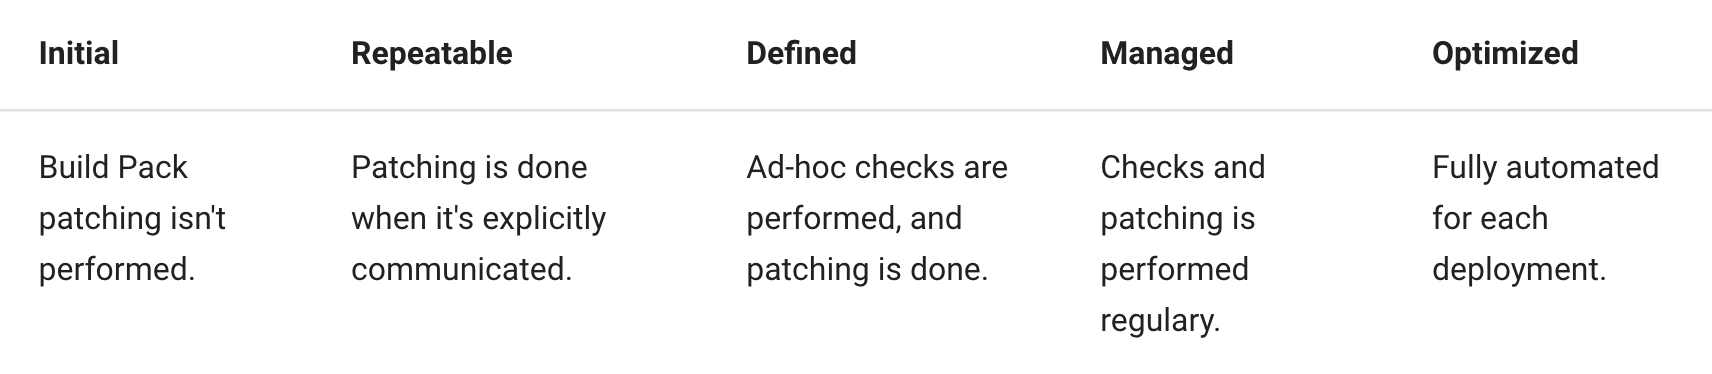 Initial
Repeatable
Defined
Managed
Optimized
Build Pack
patching isn't
performed.
Patching is done
when it's explicitly
communicated.
Ad-hoc checks are
performed, and
patching is done.
Checks and
patching is
performed
regulary.
Fully automated
for each
deployment.